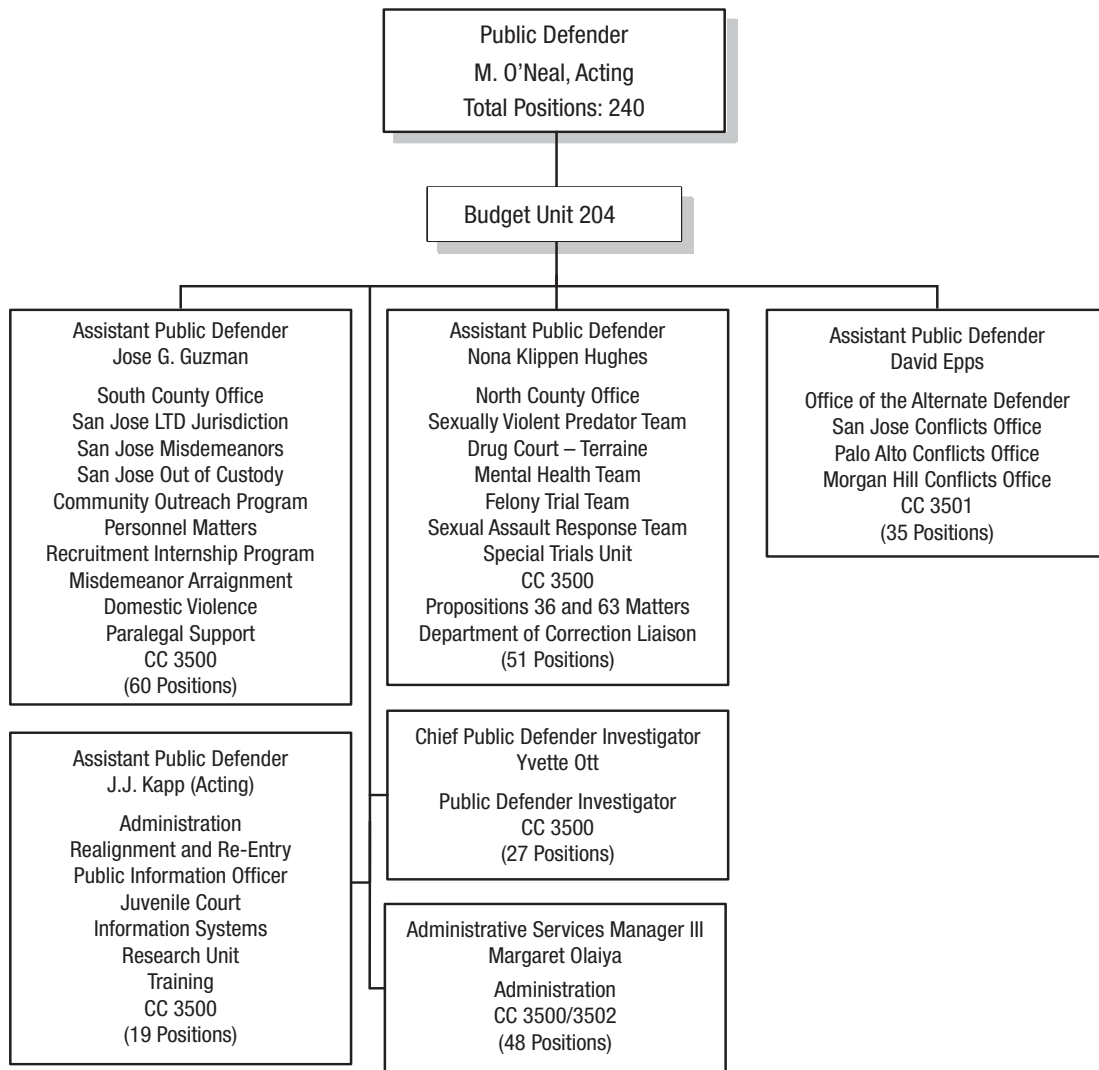 Public Defender
M. O’Neal, Acting
Total Positions: 240
Budget Unit 204
Assistant Public Defender
Jose G. Guzman
South County Office
San Jose LTD Jurisdiction
San Jose Misdemeanors
San Jose Out of Custody
Community Outreach Program
Personnel Matters
Recruitment Internship Program
Misdemeanor Arraignment
Domestic Violence
Paralegal Support
CC 3500
(60 Positions)
Assistant Public Defender
Nona Klippen Hughes
North County Office
Sexually Violent Predator Team
Drug Court – Terraine
Mental Health Team
Felony Trial Team
Sexual Assault Response Team
Special Trials Unit
CC 3500
Propositions 36 and 63 Matters
Department of Correction Liaison
(51 Positions)
Assistant Public Defender
David Epps
Office of the Alternate Defender
San Jose Conflicts Office
Palo Alto Conflicts Office
Morgan Hill Conflicts Office
CC 3501
(35 Positions)
Assistant Public Defender
J.J. Kapp (Acting)
Administration
Realignment and Re-Entry
Public Information Officer
Juvenile Court
Information Systems
Research Unit
Training
CC 3500
(19 Positions)
Chief Public Defender Investigator
Yvette Ott
Public Defender Investigator
CC 3500
(27 Positions)
Administrative Services Manager III
Margaret Olaiya
Administration
CC 3500/3502
(48 Positions)